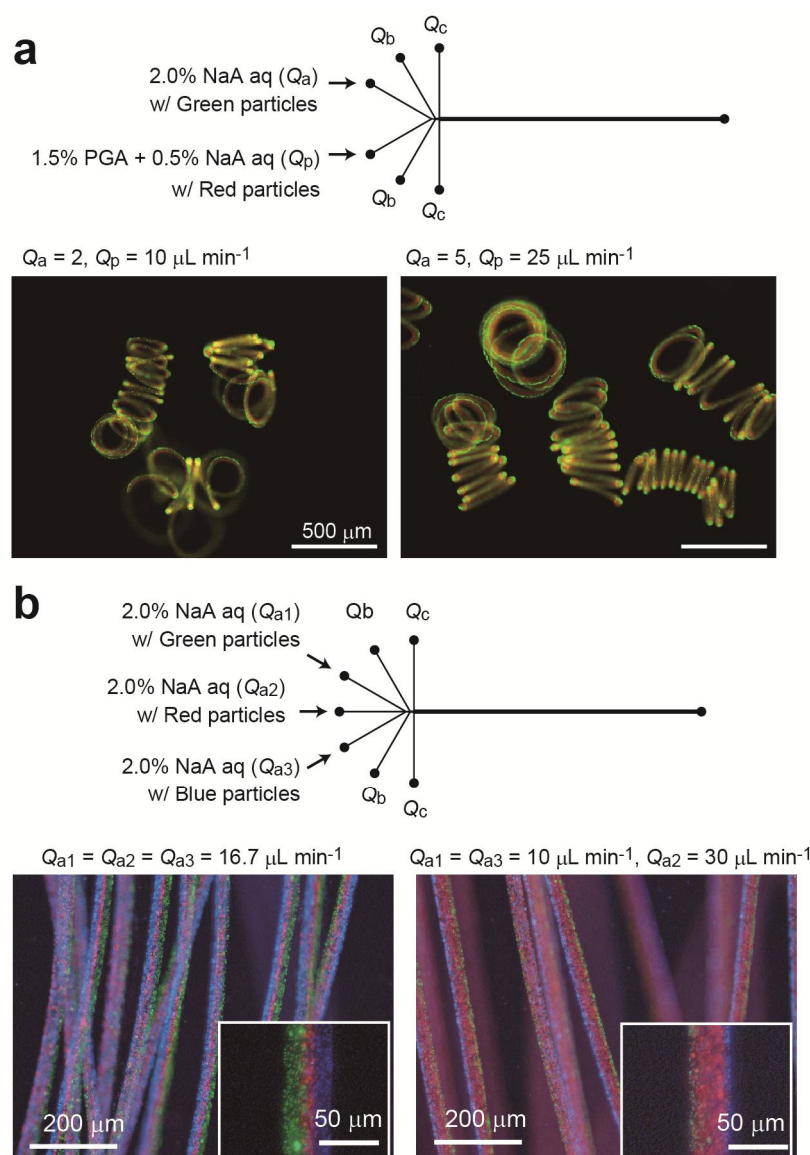 a
Qb
Qc
2.0% NaA aq (Qa)
w/ Green particles
1.5% PGA + 0.5% NaA aq (Qp)
w/ Red particles
Qb
Qc
Qa = 2, Qp = 10 μL min-1
Qa = 5, Qp = 25 μL min-1
500 μm
b
2.0% NaA aq (Qa1)
w/ Green particles
Qb
Qc
2.0% NaA aq (Qa2)
w/ Red particles
2.0% NaA aq (Qa3)
w/ Blue particles
Qb
Qc
Qa1 = Qa2 = Qa3 = 16.7 μL min-1
Qa1 = Qa3 = 10 μL min-1, Qa2 = 30 μL min-1
200 μm
50 μm
200 μm
50 μm